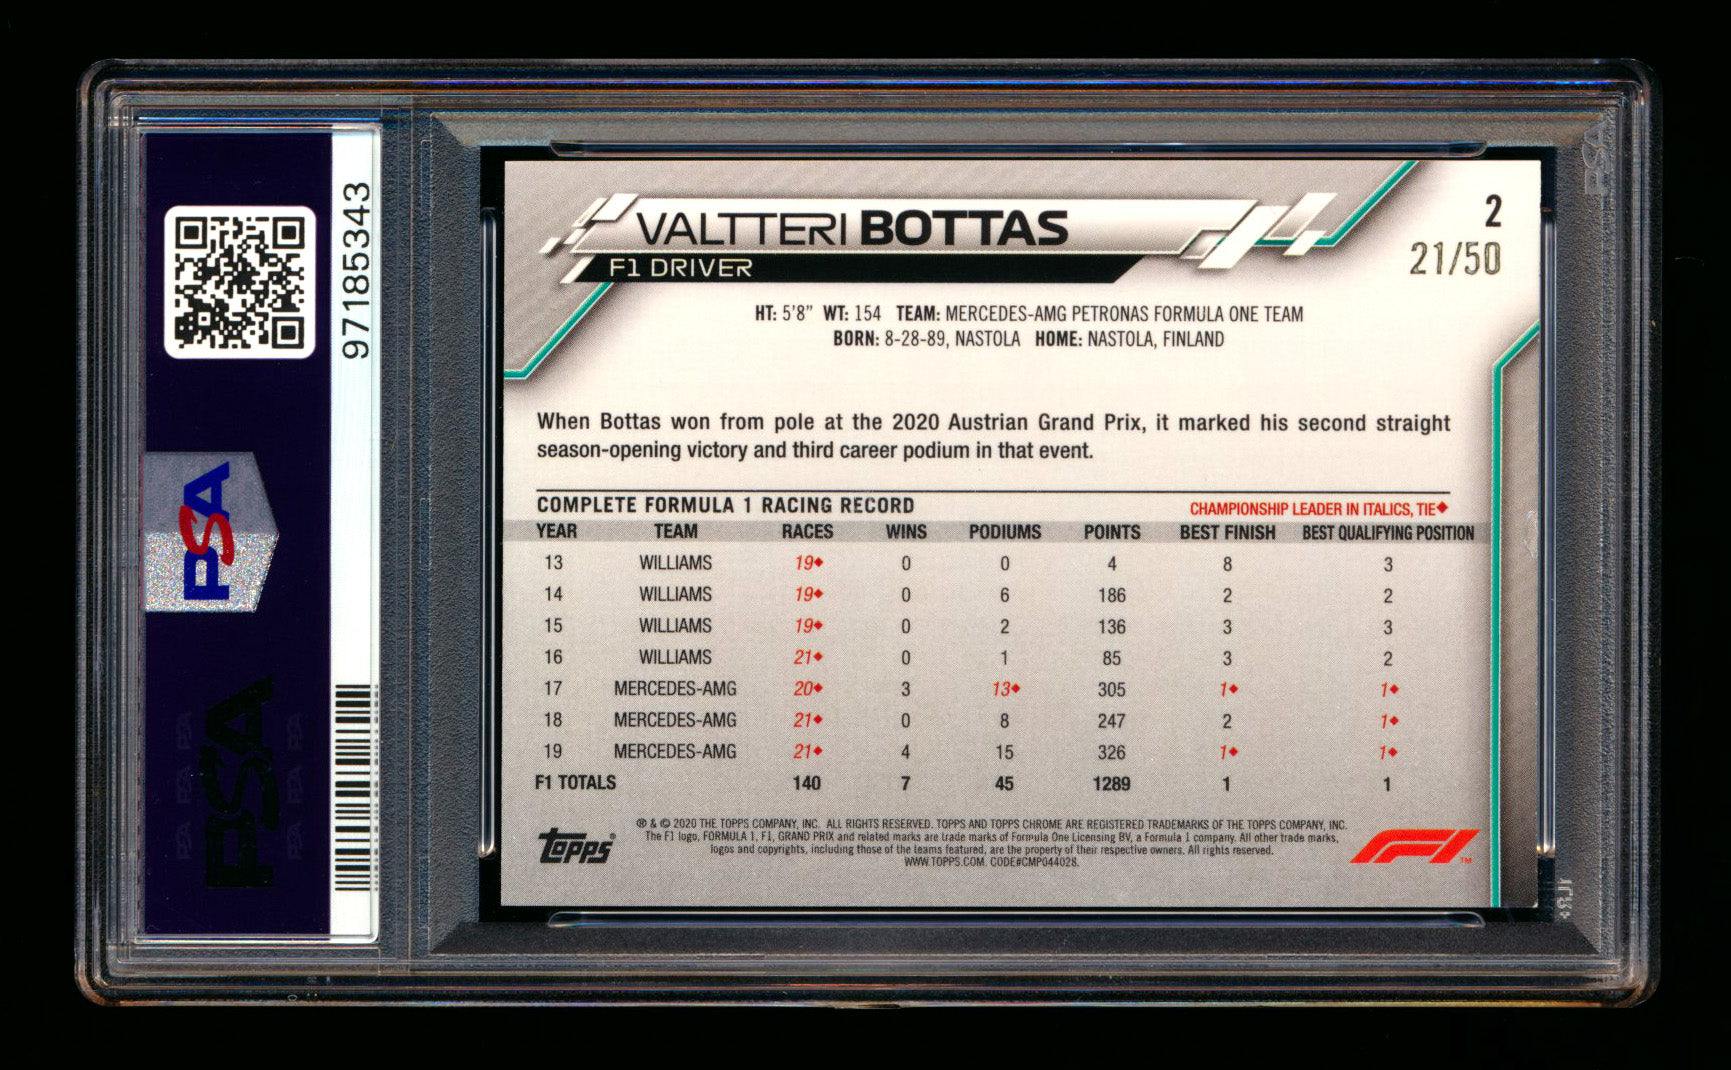 97185343
PSA
PSA
VALTTERI BOTTAS
2
21/50
F1 DRIVER
HT: 5'8" WT: 154 TEAM: MERCEDES-AMG PETRONAS FORMULA ONE TEAM
BORN: 8-28-89, NASTOLA HOME: NASTOLA, FINLAND
When Bottas won from pole at the 2020 Austrian Grand Prix, it marked his second straight
season-opening victory and third career podium in that event.
COMPLETE FORMULA 1 RACING RECORD CHAMPIONSHIP LEADER IN ITALICS, TIE♦
YEAR TEAM RACES WINS PODIUMS POINTS BEST FINISH BEST QUALIFYING POSITION
13 WILLIAMS 19♦ 0 0 4 8 3
14 WILLIAMS 19♦ 0 6 186 2 2
15 WILLIAMS 19♦ 0 2 136 3 3
16 WILLIAMS 21♦ 0 1 85 3 2
17 MERCEDES-AMG 20♦ 3 13♦ 305 1♦ 1♦
18 MERCEDES-AMG 21♦ 0 8 247 2 1♦
19 MERCEDES-AMG 21♦ 4 15 326 1♦ 1♦
F1 TOTALS 140 7 45 1289 1 1
® & © 2020 THE TOPPS COMPANY, INC. ALL RIGHTS RESERVED. TOPPS AND TOPPS CHROME ARE REGISTERED TRADEMARKS OF THE TOPPS COMPANY, INC.
The F1 logo, FORMULA 1, F1, GRAND PRIX and related marks are trade marks of Formula One Licensing BV, a Formula 1 company. All other trade marks,
logos and copyrights, including those of the teams featured, are the property of their respective owners. All rights reserved.
WWW.TOPPS.COM. CODE#CMP044028.
Topps®
F1™
PSA